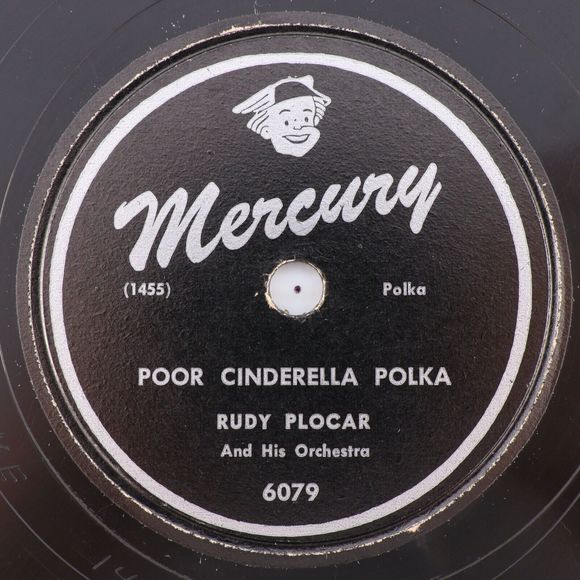 Mercury
(1455) Polka
POOR CINDERELLA POLKA
RUDY PLOCAR
And His Orchestra
6079